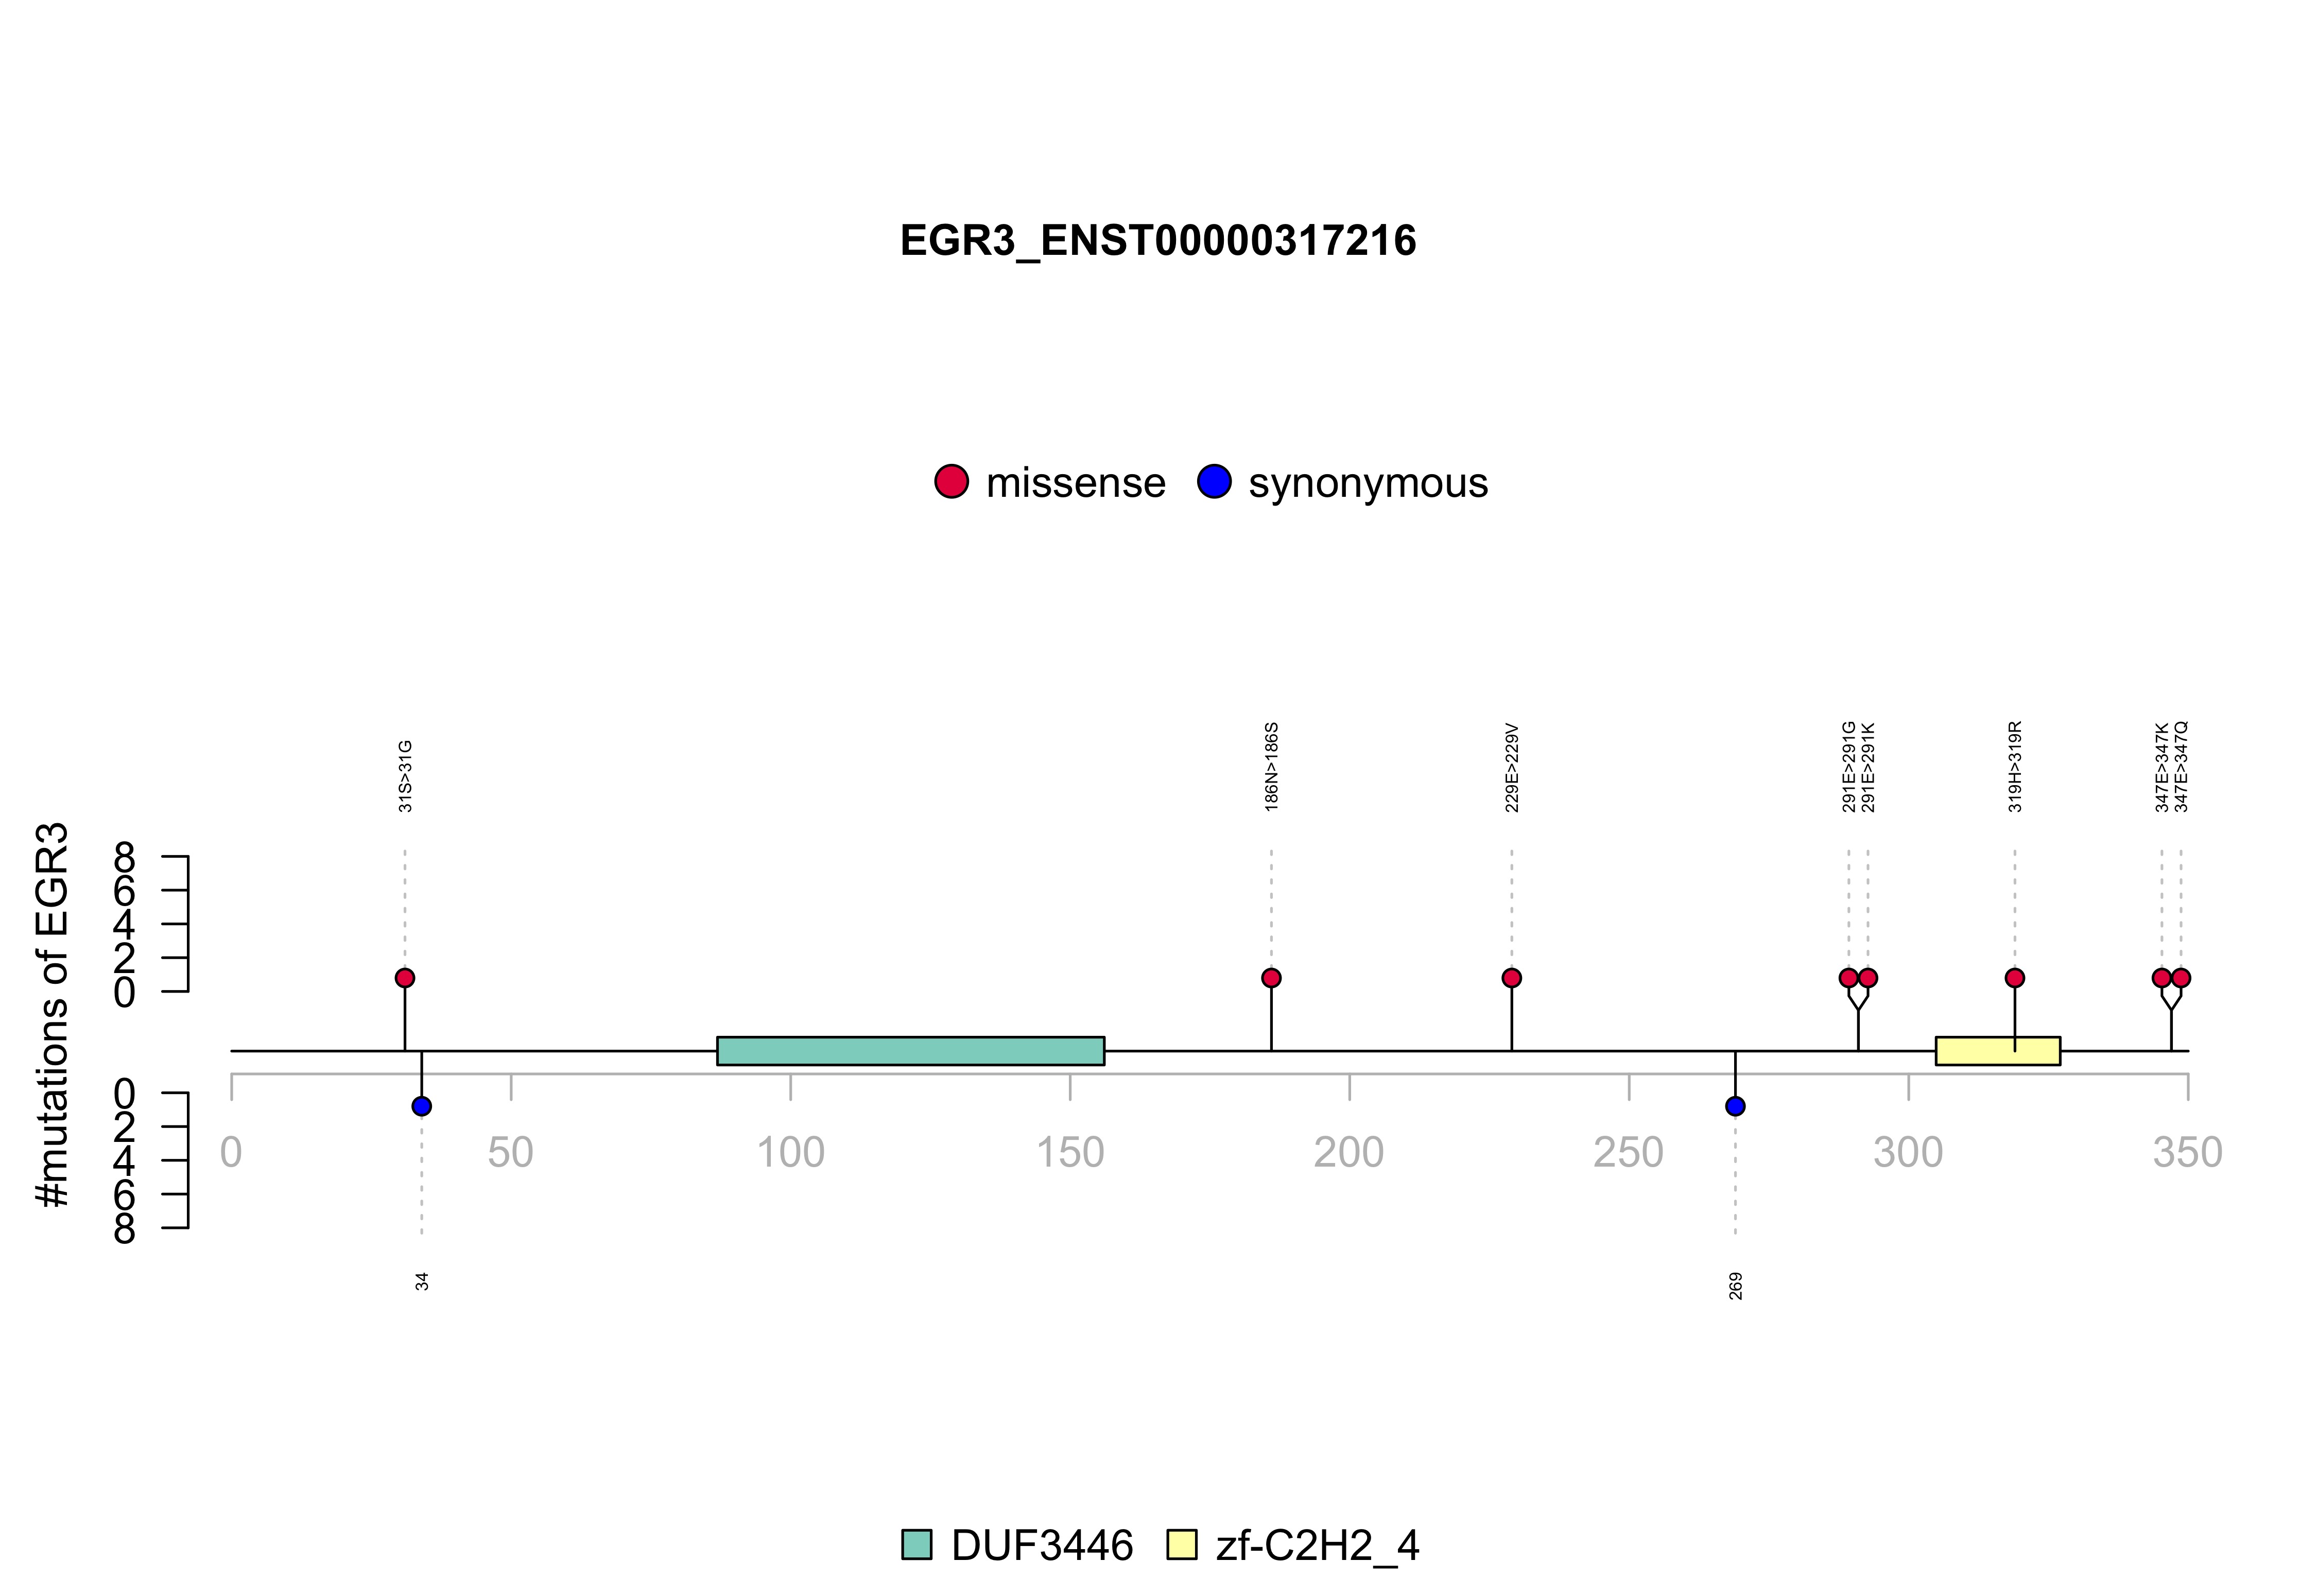 EGR3_ENST00000317216
missense synonymous
31S>31G
186N>186S
229E>229V
291E>291G
291E>291K
319H>319R
347E>347K
347E>347Q
#mutations of EGR3
8
6
4
2
0
0
2
4
6
8
0 50 100 150 200 250 300 350
34
269
DUF3446 zf-C2H2_4